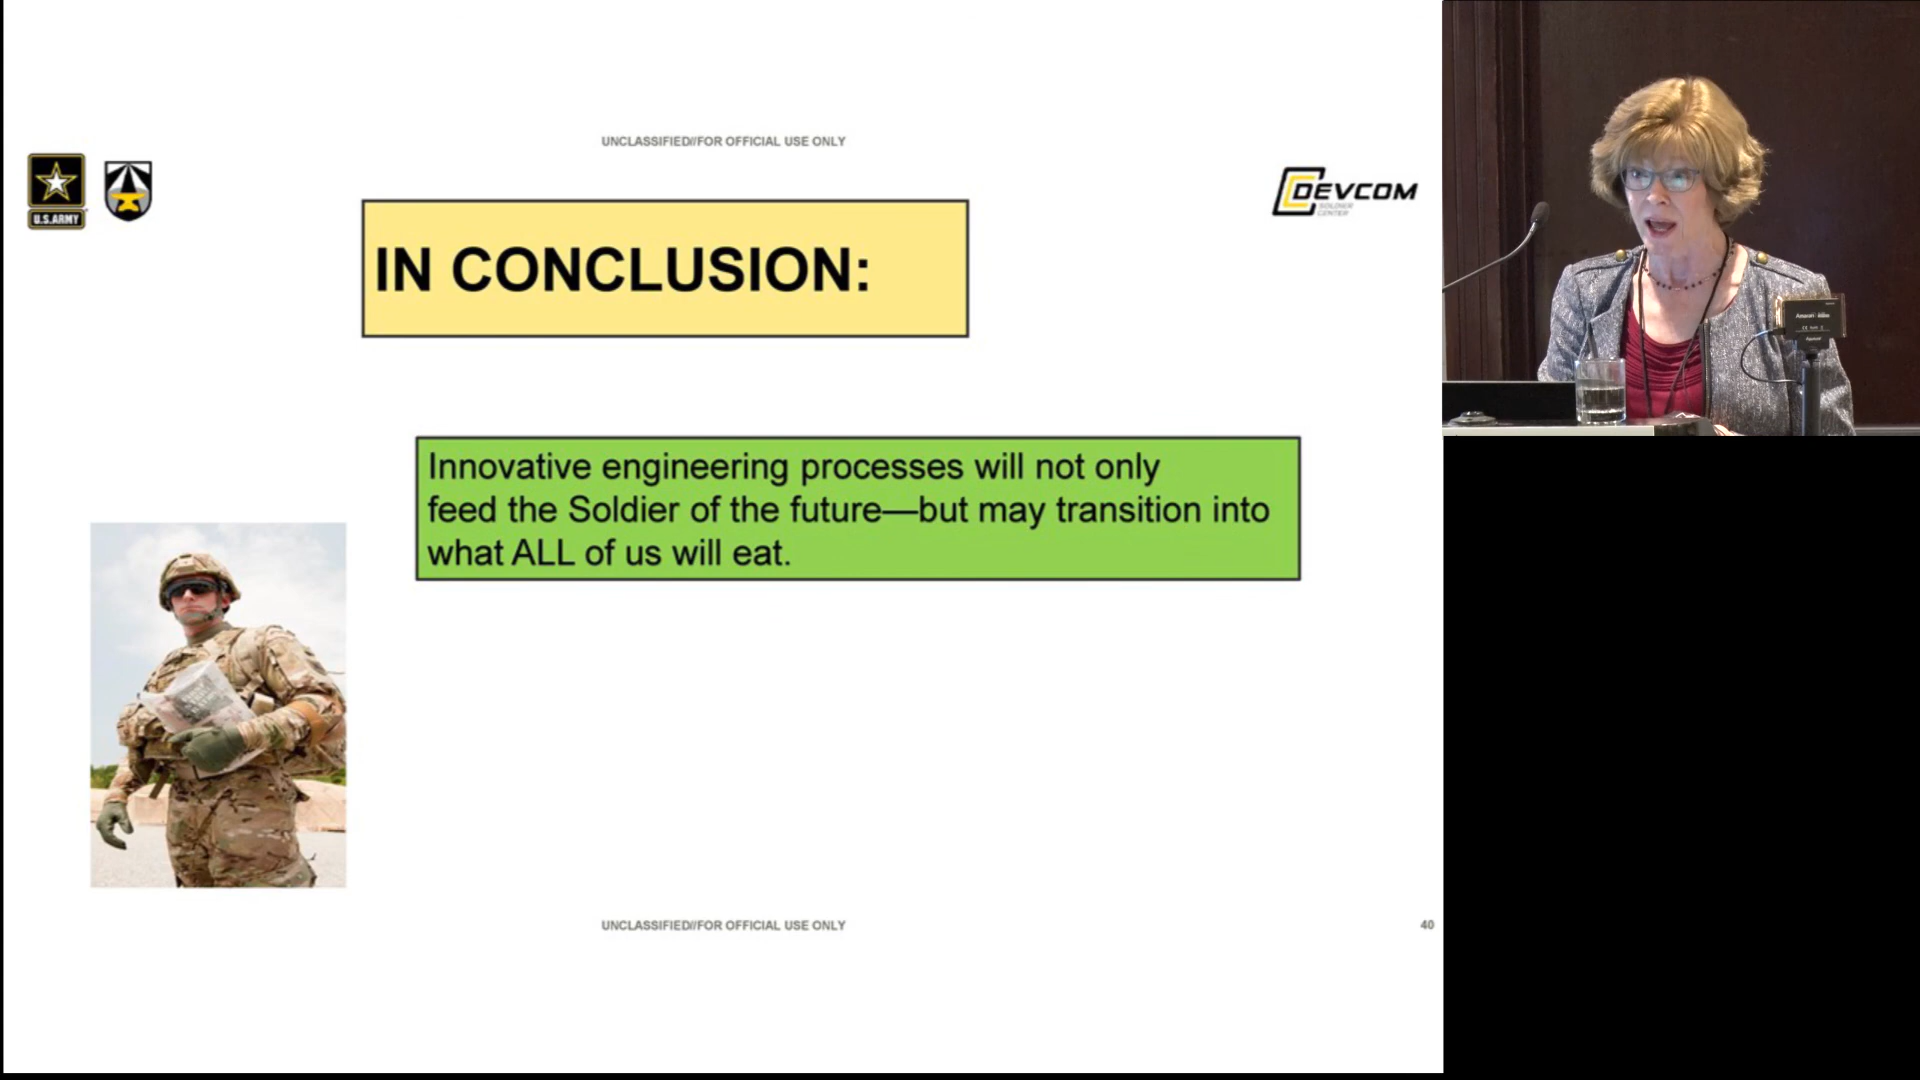 UNCLASSIFIED//FOR OFFICIAL USE ONLY
U.S.ARMY
DEVCOM
SOLDIER
CENTER
IN CONCLUSION:
Innovative engineering processes will not only
feed the Soldier of the future—but may transition into
what ALL of us will eat.
UNCLASSIFIED//FOR OFFICIAL USE ONLY
40